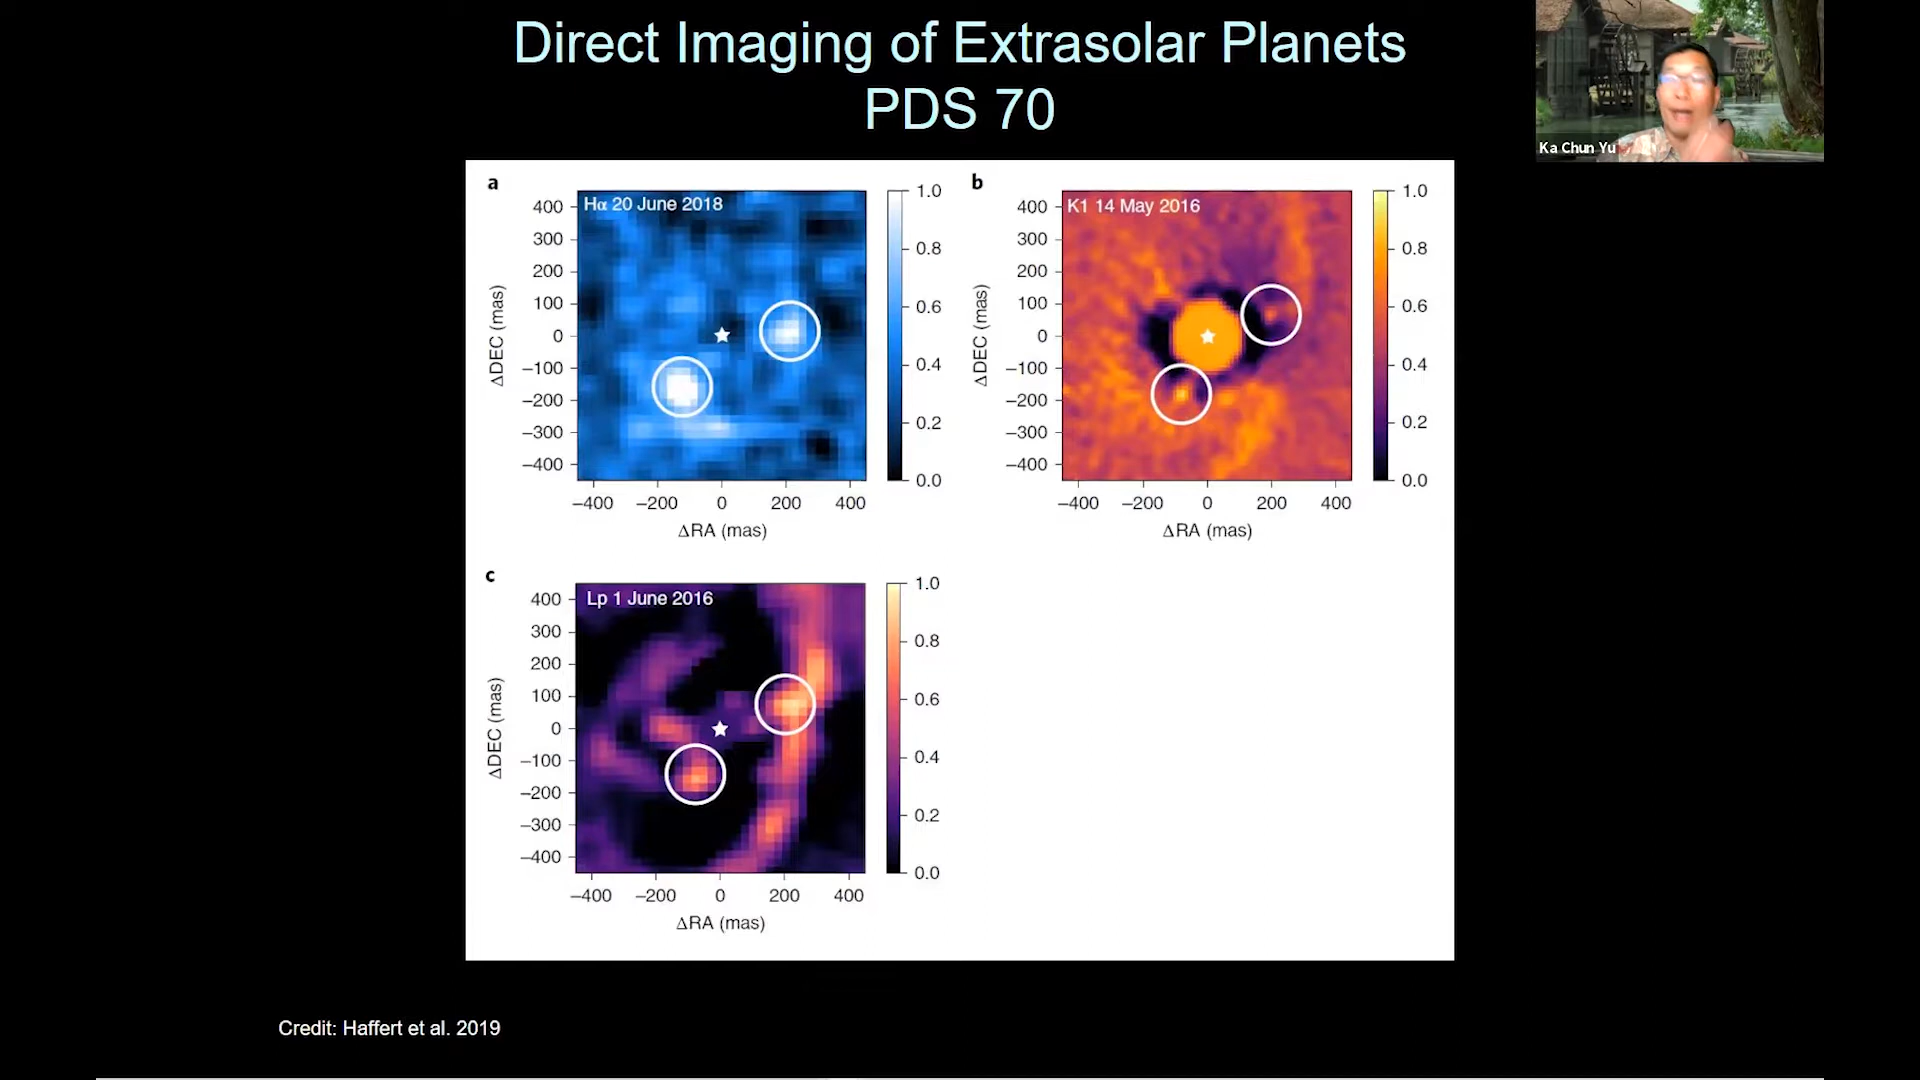 Direct Imaging of Extrasolar Planets
PDS 70
Ka Chun Yu
a
Hα 20 June 2018
400
300
200
100
0
−100
−200
−300
−400
ΔDEC (mas)
−400 −200 0 200 400
ΔRA (mas)
1.0
0.8
0.6
0.4
0.2
0.0
b
K1 14 May 2016
400
300
200
100
0
−100
−200
−300
−400
ΔDEC (mas)
−400 −200 0 200 400
ΔRA (mas)
1.0
0.8
0.6
0.4
0.2
0.0
c
Lp 1 June 2016
400
300
200
100
0
−100
−200
−300
−400
ΔDEC (mas)
−400 −200 0 200 400
ΔRA (mas)
1.0
0.8
0.6
0.4
0.2
0.0
Credit: Haffert et al. 2019